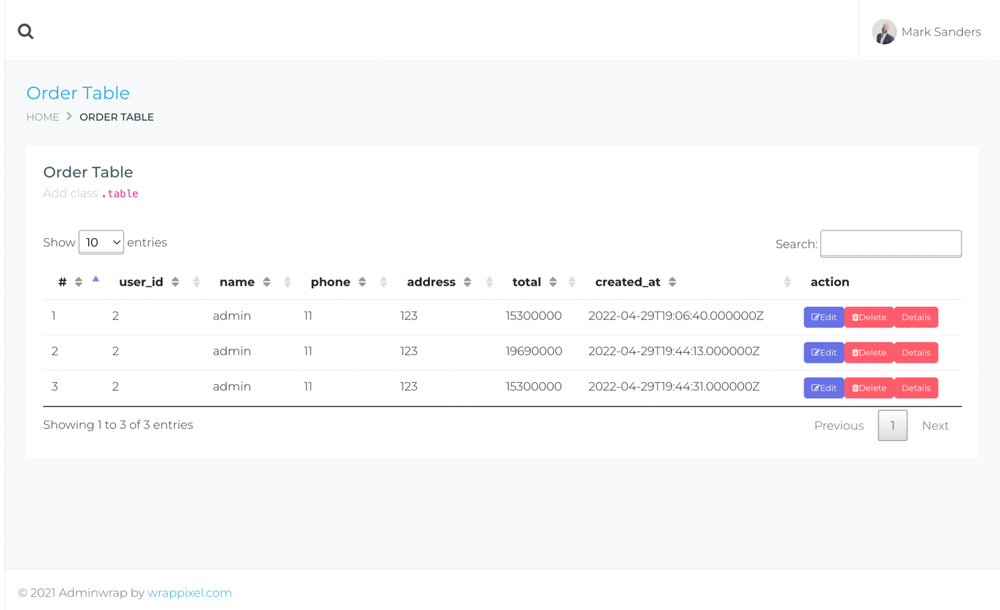 Mark Sanders
Order Table
HOME ORDER TABLE
Order Table
Add class .table
Show 10 entries Search:
# user_id name phone address total created_at action
1 2 admin 11 123 15300000 2022-04-29T19:06:40.000000Z Edit Delete Details
2 2 admin 11 123 19690000 2022-04-29T19:44:13.000000Z Edit Delete Details
3 2 admin 11 123 15300000 2022-04-29T19:44:31.000000Z Edit Delete Details
Showing 1 to 3 of 3 entries Previous 1 Next
© 2021 Adminwrap by wrappixel.com